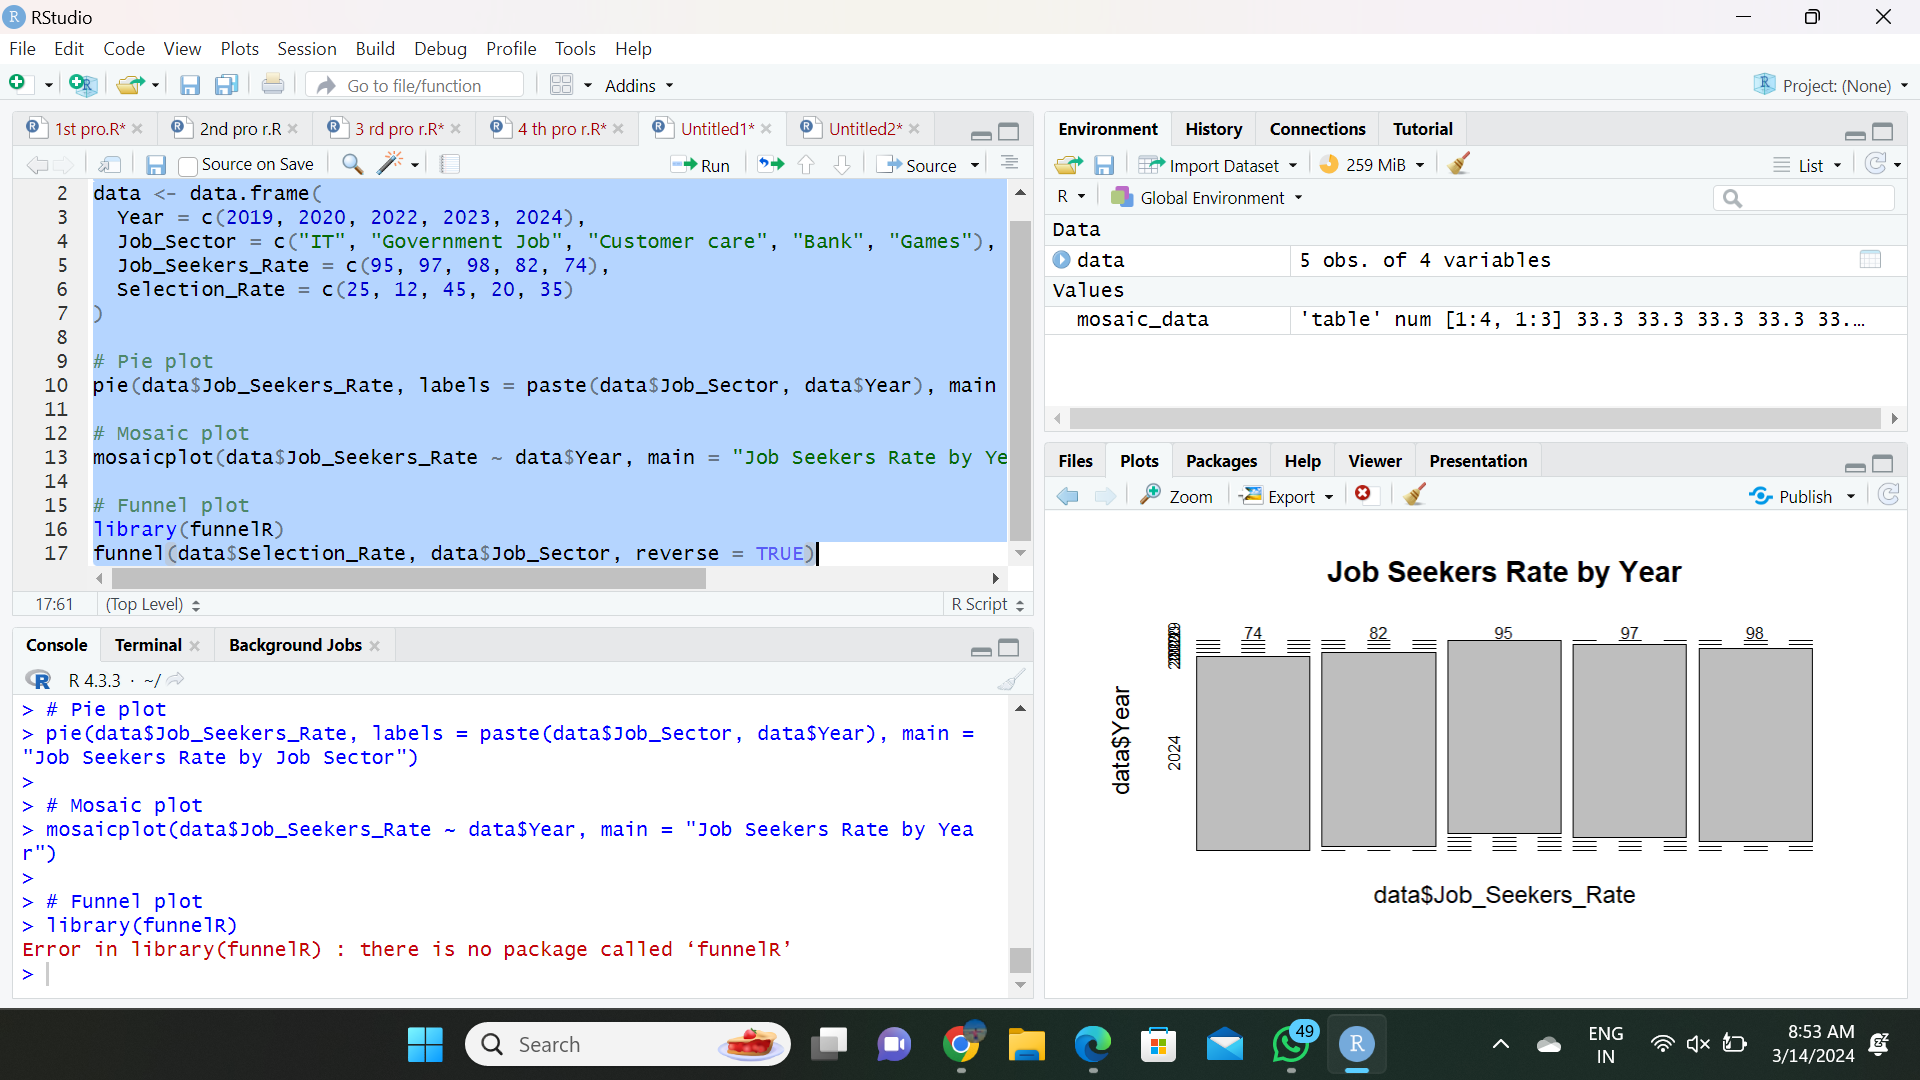 RStudio
File Edit Code View Plots Session Build Debug Profile Tools Help
Go to file/function Addins Project: (None)
1st pro.R* 2nd pro r.R 3 rd pro r.R* 4 th pro r.R* Untitled1* Untitled2*
Source on Save Run Source
2 data <- data.frame(
3 Year = c(2019, 2020, 2022, 2023, 2024),
4 Job_Sector = c("IT", "Government Job", "Customer care", "Bank", "Games"),
5 Job_Seekers_Rate = c(95, 97, 98, 82, 74),
6 Selection_Rate = c(25, 12, 45, 20, 35)
7 )
8
9 # Pie plot
10 pie(data$Job_Seekers_Rate, labels = paste(data$Job_Sector, data$Year), main
11
12 # Mosaic plot
13 mosaicplot(data$Job_Seekers_Rate ~ data$Year, main = "Job Seekers Rate by Ye
14
15 # Funnel plot
16 library(funnelR)
17 funnel(data$Selection_Rate, data$Job_Sector, reverse = TRUE)
17:61 (Top Level) R Script
Console Terminal Background Jobs
R 4.3.3 · ~/
> # Pie plot
> pie(data$Job_Seekers_Rate, labels = paste(data$Job_Sector, data$Year), main =
"Job Seekers Rate by Job Sector")
>
> # Mosaic plot
> mosaicplot(data$Job_Seekers_Rate ~ data$Year, main = "Job Seekers Rate by Yea
r")
>
> # Funnel plot
> library(funnelR)
Error in library(funnelR) : there is no package called ‘funnelR’
>
Environment History Connections Tutorial
Import Dataset 259 MiB List
R Global Environment
Data
data 5 obs. of 4 variables
Values
mosaic_data 'table' num [1:4, 1:3] 33.3 33.3 33.3 33.3 33.…
Files Plots Packages Help Viewer Presentation
Zoom Export Publish
Job Seekers Rate by Year
74 82 95 97 98
2024
data$Year
data$Job_Seekers_Rate
Search
49
ENG
IN
8:53 AM
3/14/2024